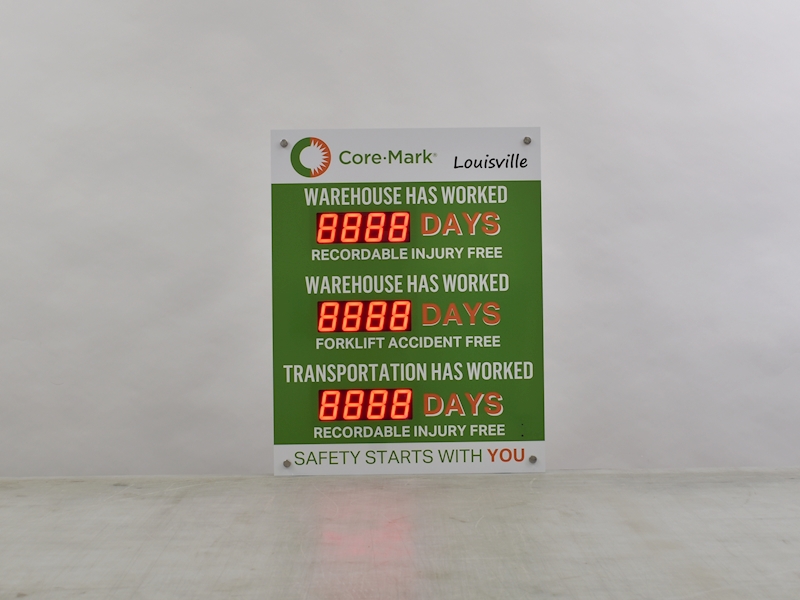 Core-Mark® Louisville
WAREHOUSE HAS WORKED
8888 DAYS
RECORDABLE INJURY FREE
WAREHOUSE HAS WORKED
8888 DAYS
FORKLIFT ACCIDENT FREE
TRANSPORTATION HAS WORKED
8888 DAYS
RECORDABLE INJURY FREE
SAFETY STARTS WITH YOU